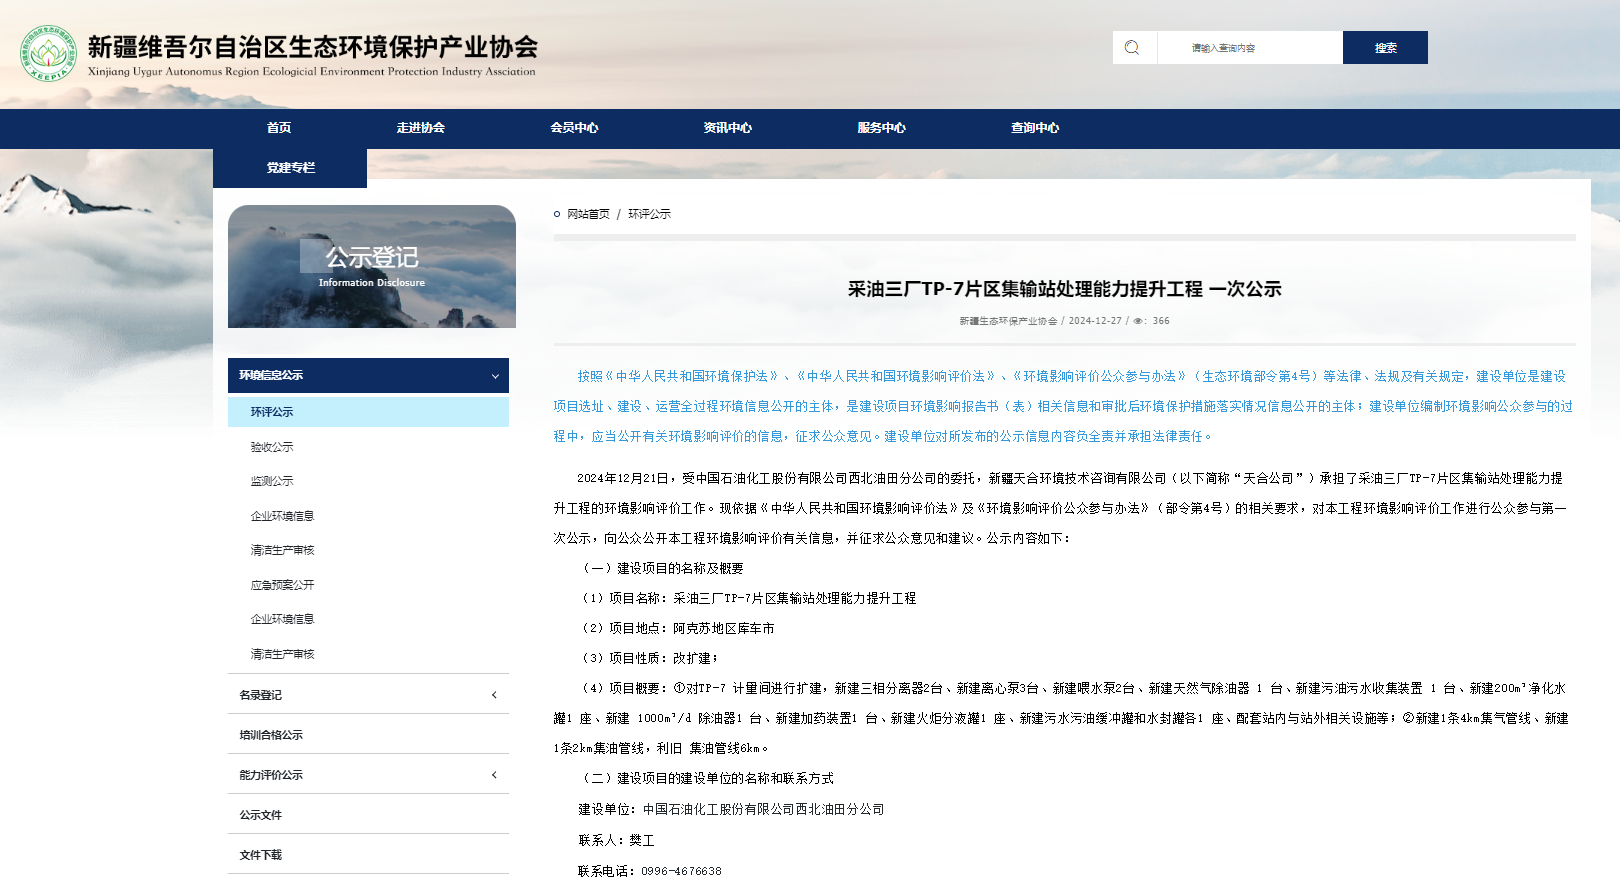 新疆维吾尔自治区生态环境保护产业协会
Xinjiang Uygur Autonomus Region Ecologicial Environment Protection Industry Assciation
XEEPIA
请输入查询内容
搜索
首页
走进协会
会员中心
资讯中心
服务中心
查询中心
党建专栏
公示登记
Information Disclosure
环境信息公示
环评公示
验收公示
监测公示
企业环境信息
清洁生产审核
应急预案公开
企业环境信息
清洁生产审核
名录登记
培训合格公示
能力评价公示
公示文件
文件下载
网站首页 / 环评公示
采油三厂TP-7片区集输站处理能力提升工程 一次公示
新疆生态环保产业协会 / 2024-12-27 / : 366
按照《中华人民共和国环境保护法》、《中华人民共和国环境影响评价法》、《环境影响评价公众参与办法》（生态环境部令第4号）等法律、法规及有关规定，建设单位是建设
项目选址、建设、运营全过程环境信息公开的主体，是建设项目环境影响报告书（表）相关信息和审批后环境保护措施落实情况信息公开的主体；建设单位编制环境影响公众参与的过
程中，应当公开有关环境影响评价的信息，征求公众意见。建设单位对所发布的公示信息内容负全责并承担法律责任。
2024年12月21日，受中国石油化工股份有限公司西北油田分公司的委托，新疆天合环境技术咨询有限公司（以下简称“天合公司”）承担了采油三厂TP-7片区集输站处理能力提
升工程的环境影响评价工作。现依据《中华人民共和国环境影响评价法》及《环境影响评价公众参与办法》（部令第4号）的相关要求，对本工程环境影响评价工作进行公众参与第一
次公示，向公众公开本工程环境影响评价有关信息，并征求公众意见和建议。公示内容如下：
（一）建设项目的名称及概要
（1）项目名称：采油三厂TP-7片区集输站处理能力提升工程
（2）项目地点：阿克苏地区库车市
（3）项目性质：改扩建；
（4）项目概要：①对TP-7 计量间进行扩建，新建三相分离器2台、新建离心泵3台、新建喂水泵2台、新建天然气除油器 1 台、新建污油污水收集装置 1 台、新建200m³净化水
罐1 座、新建 1000m³/d 除油器1 台、新建加药装置1 台、新建火炬分液罐1 座、新建污水污油缓冲罐和水封罐各1 座、配套站内与站外相关设施等；②新建1条4km集气管线、新建
1条2km集油管线，利旧 集油管线6km。
（二）建设项目的建设单位的名称和联系方式
建设单位：中国石油化工股份有限公司西北油田分公司
联系人：樊工
联系电话：0996-4676638